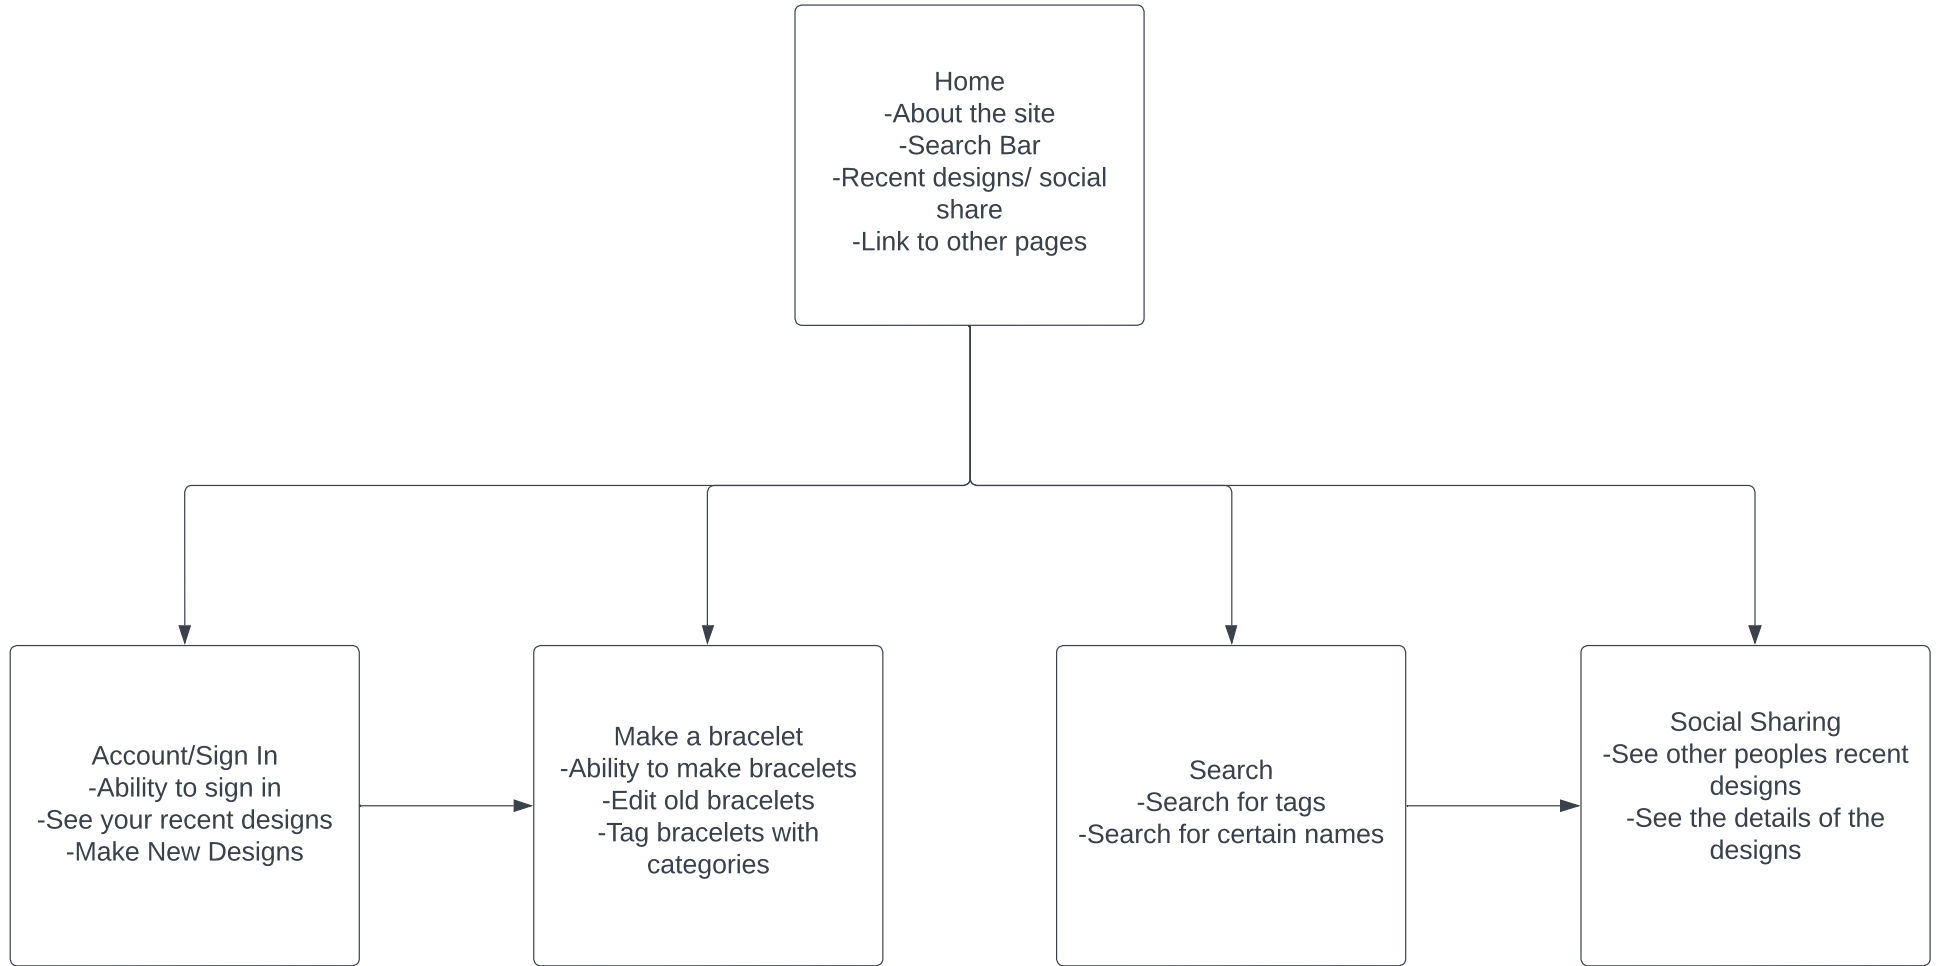 Home
-About the site
-Search Bar
-Recent designs/ social
share
-Link to other pages
Account/Sign In
-Ability to sign in
-See your recent designs
-Make New Designs
Make a bracelet
-Ability to make bracelets
-Edit old bracelets
-Tag bracelets with
categories
Search
-Search for tags
-Search for certain names
Social Sharing
-See other peoples recent
designs
-See the details of the
designs